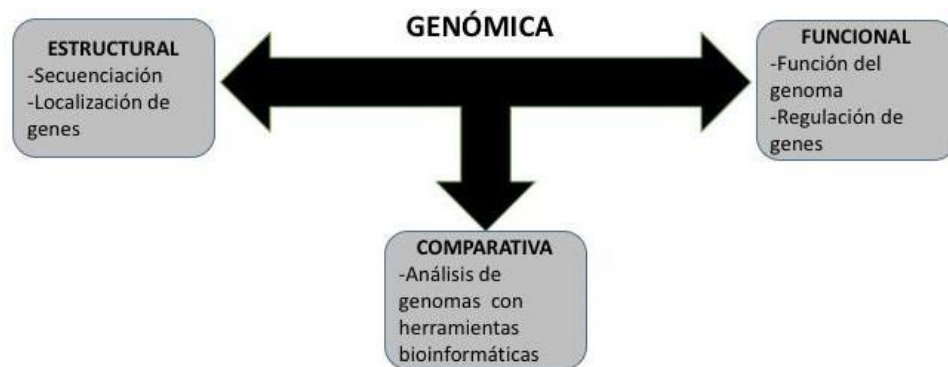 GENÓMICA
ESTRUCTURAL
-Secuenciación
-Localización de
genes
FUNCIONAL
-Función del
genoma
-Regulación de
genes
COMPARATIVA
-Análisis de
genomas con
herramientas
bioinformáticas